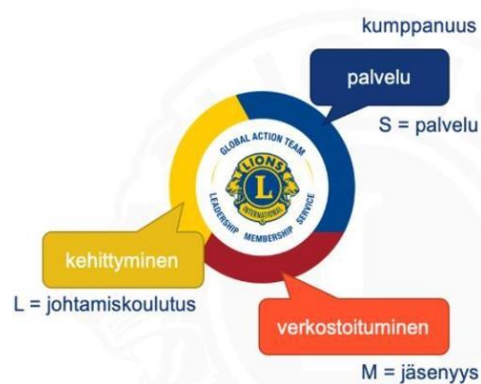 kumppanuus
palvelu
S = palvelu
GLOBAL ACTION TEAM
LIONS
L
INTERNATIONAL
LEADERSHIP MEMBERSHIP SERVICE
kehittyminen
L = johtamiskoulutus
verkostoituminen
M = jäsenyys